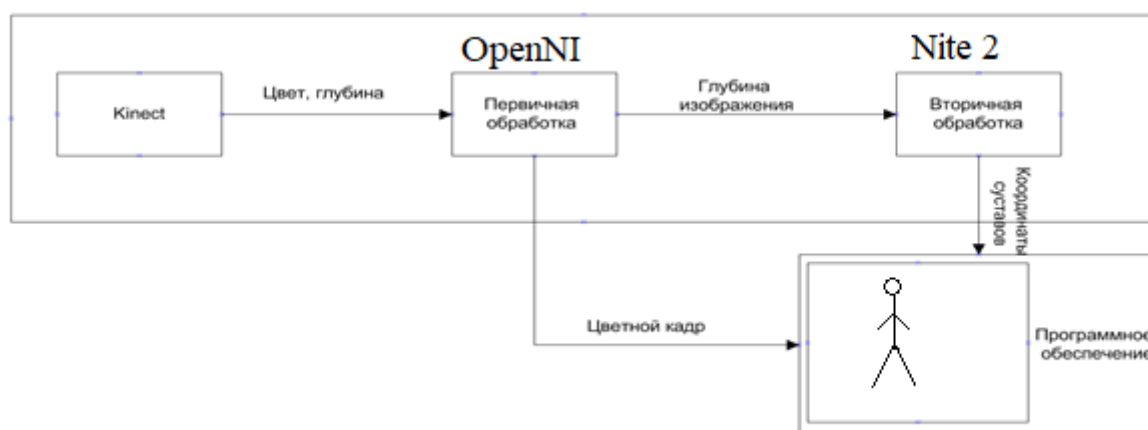 OpenNI
Nite 2
Kinect
Цвет, глубина
Первичная
обработка
Глубина
изображения
Вторичная
обработка
Координаты
суставов
Цветной кадр
Программное
обеспечение